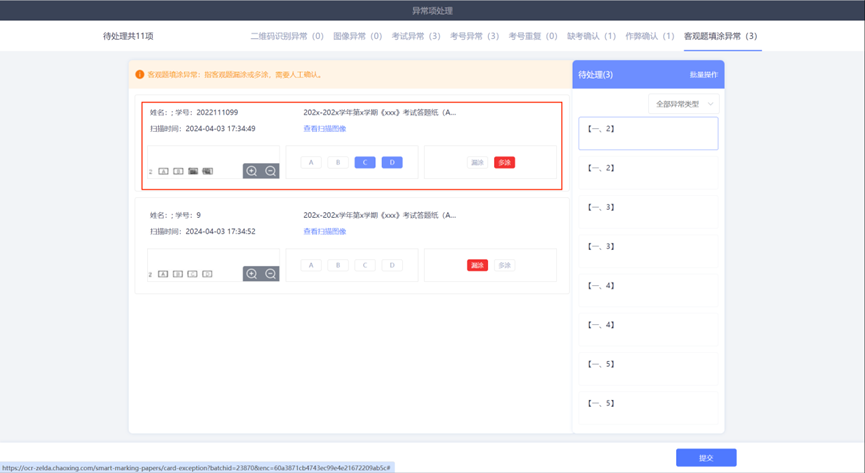 异常项处理
待处理共11项
二维码识别异常（0） 图像异常（0） 考试异常（3） 考号异常（3） 考号重复（0） 缺考确认（1） 作弊确认（1） 客观题填涂异常（3）
客观题填涂异常：指客观题漏涂或多涂，需要人工确认。
姓名：; 学号：2022111099
202x-202x学年第x学期《xxx》考试答题纸（A...
扫描时间：2024-04-03 17:34:49
查看扫描图像
2 A B
A B C D
漏涂 多涂
姓名：; 学号：9
202x-202x学年第x学期《xxx》考试答题纸（A...
扫描时间：2024-04-03 17:34:52
查看扫描图像
2 A B C D
A B C D
漏涂 多涂
待处理(3)
批量操作
全部异常类型
【一、2】
【一、2】
【一、3】
【一、3】
【一、4】
【一、4】
【一、5】
【一、5】
提交
https://ocr-zelda.chaoxing.com/smart-marking-papers/card-exception?batchid=23870&enc=60a3871cb4743ec99e4e21672209ab5c#